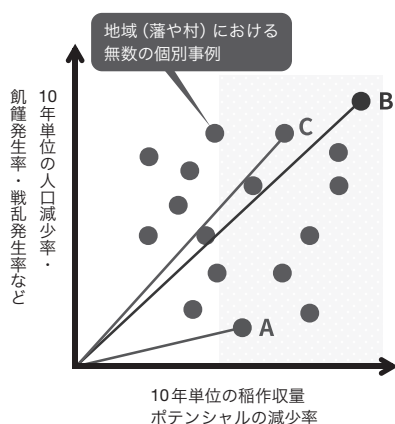 地域（藩や村）における
無数の個別事例
10年単位の人口減少率・
飢饉発生率・戦乱発生率など
B
C
A
10年単位の稲作収量
ポテンシャルの減少率